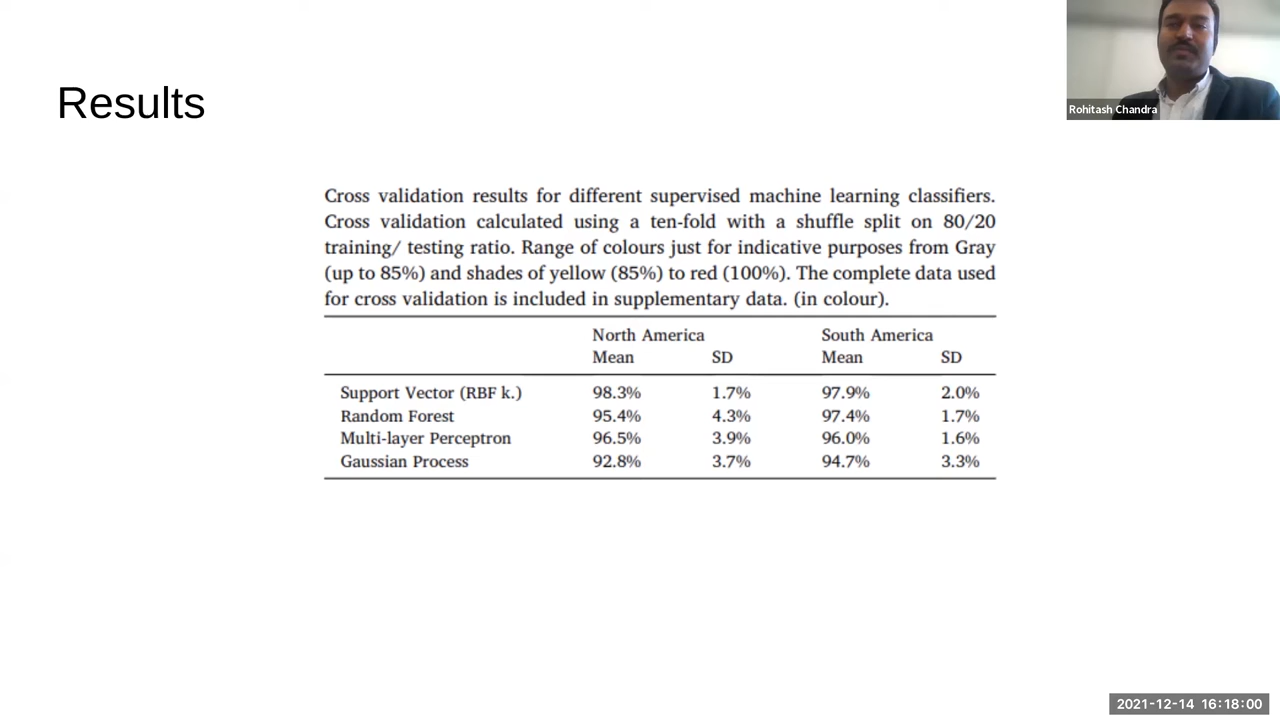 Rohitash Chandra
Results
Cross validation results for different supervised machine learning classifiers.
Cross validation calculated using a ten-fold with a shuffle split on 80/20
training/ testing ratio. Range of colours just for indicative purposes from Gray
(up to 85%) and shades of yellow (85%) to red (100%). The complete data used
for cross validation is included in supplementary data. (in colour).
North America South America
Mean SD Mean SD
Support Vector (RBF k.) 98.3% 1.7% 97.9% 2.0%
Random Forest 95.4% 4.3% 97.4% 1.7%
Multi-layer Perceptron 96.5% 3.9% 96.0% 1.6%
Gaussian Process 92.8% 3.7% 94.7% 3.3%
2021-12-14 16:18:00